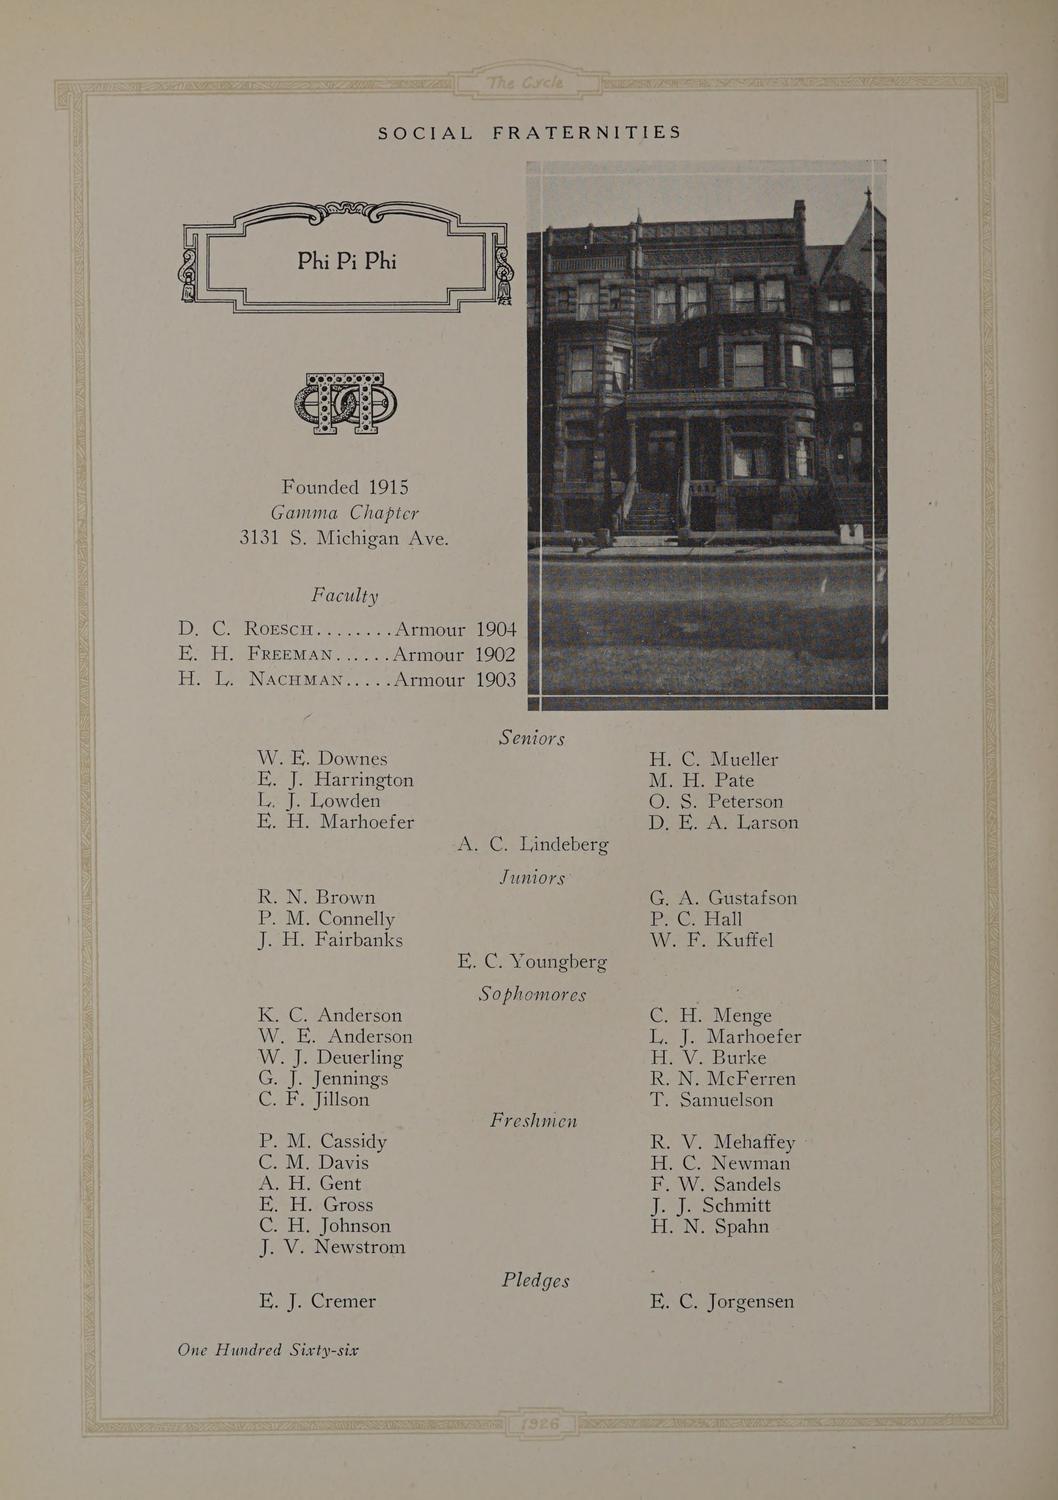 The Cycle
SOCIAL FRATERNITIES
Phi Pi Phi
Founded 1915
Gamma Chapter
3131 S. Michigan Ave.
Faculty
D. C. Roesch........Armour 1904
E. H. Freeman......Armour 1902
H. L. Nachman.....Armour 1903
Seniors
W. E. Downes
E. J. Harrington
L. J. Lowden
E. H. Marhoefer
H. C. Mueller
M. H. Pate
O. S. Peterson
D. E. A. Larson
A. C. Lindeberg
Juniors
R. N. Brown
P. M. Connelly
J. H. Fairbanks
G. A. Gustafson
P. C. Hall
W. F. Kuffel
E. C. Youngberg
Sophomores
K. C. Anderson
W. E. Anderson
W. J. Deuerling
G. J. Jennings
C. F. Jillson
C. H. Menge
L. J. Marhoefer
H. V. Burke
R. N. McFerren
T. Samuelson
Freshmen
P. M. Cassidy
C. M. Davis
A. H. Gent
E. H. Gross
C. H. Johnson
J. V. Newstrom
R. V. Mehaffey
H. C. Newman
F. W. Sandels
J. J. Schmitt
H. N. Spahn
Pledges
E. J. Cremer
E. C. Jorgensen
One Hundred Sixty-six
1926